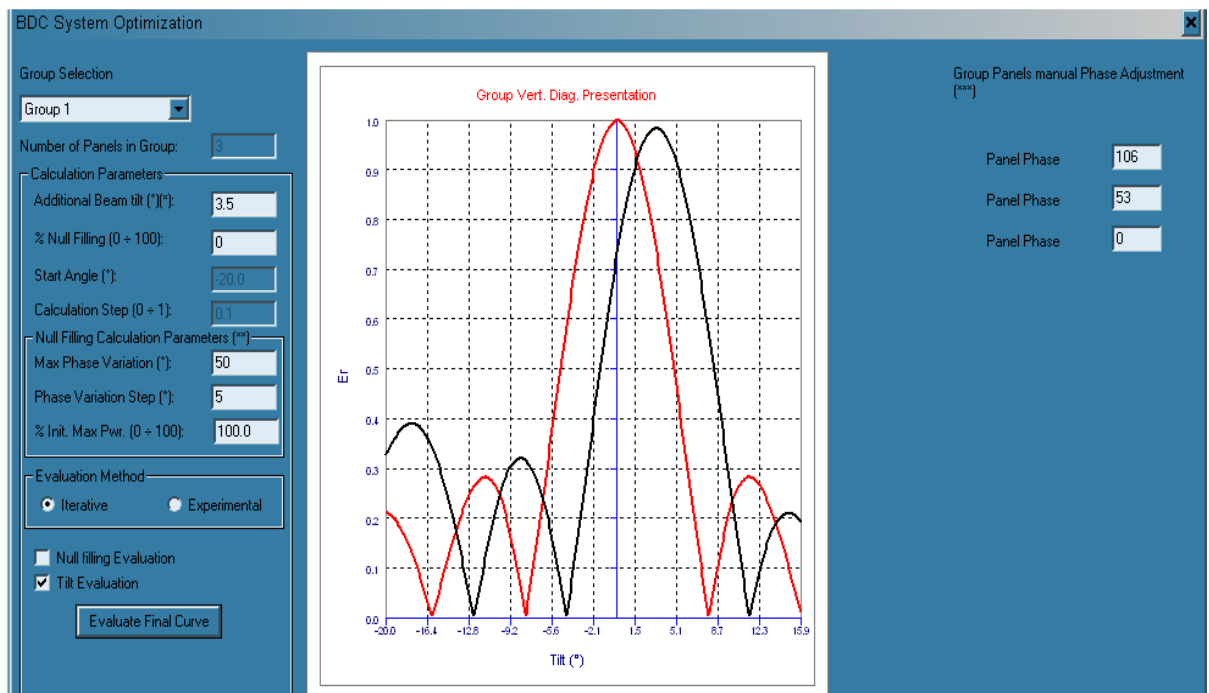 BDC System Optimization
Group Selection
Group 1
Number of Panels in Group: 3
Calculation Parameters
Additional Beam tilt (°)(*): 3.5
% Null Filling (0 ÷ 100): 0
Start Angle (°): -20.0
Calculation Step (0 ÷ 1): 0.1
Null Filling Calculation Parameters (**)
Max Phase Variation (°): 50
Phase Variation Step (°): 5
% Init. Max Pwr. (0 ÷ 100): 100.0
Evaluation Method
Iterative Experimental
Null filling Evaluation
Tilt Evaluation
Evaluate Final Curve
Group Vert. Diag. Presentation
1.0
0.9
0.8
0.7
0.6
0.5
0.4
0.3
0.2
0.1
0.0
Er
-20.0 -16.4 -12.8 -9.2 -5.6 -2.1 1.5 5.1 8.7 12.3 15.9
Tilt (°)
Group Panels manual Phase Adjustment
(***)
Panel Phase 106
Panel Phase 53
Panel Phase 0